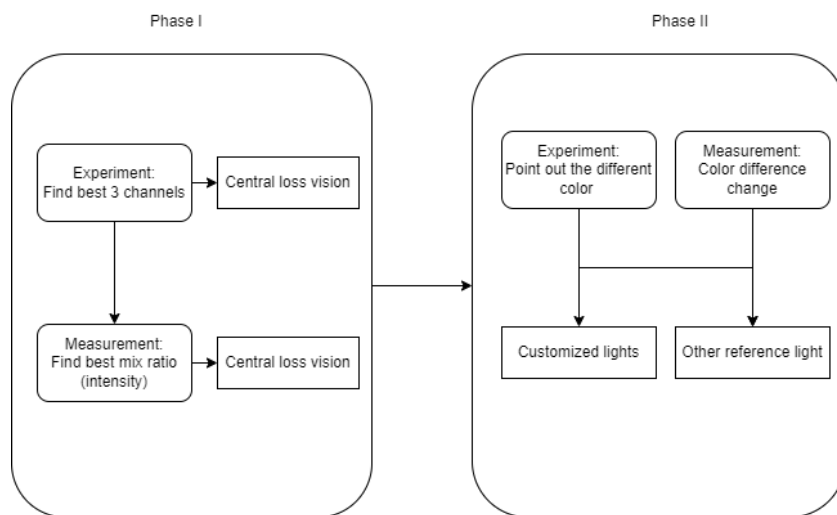 Phase I
Phase II
Experiment:
Find best 3 channels
Central loss vision
Measurement:
Find best mix ratio
(intensity)
Central loss vision
Experiment:
Point out the different
color
Measurement:
Color difference
change
Customized lights
Other reference light